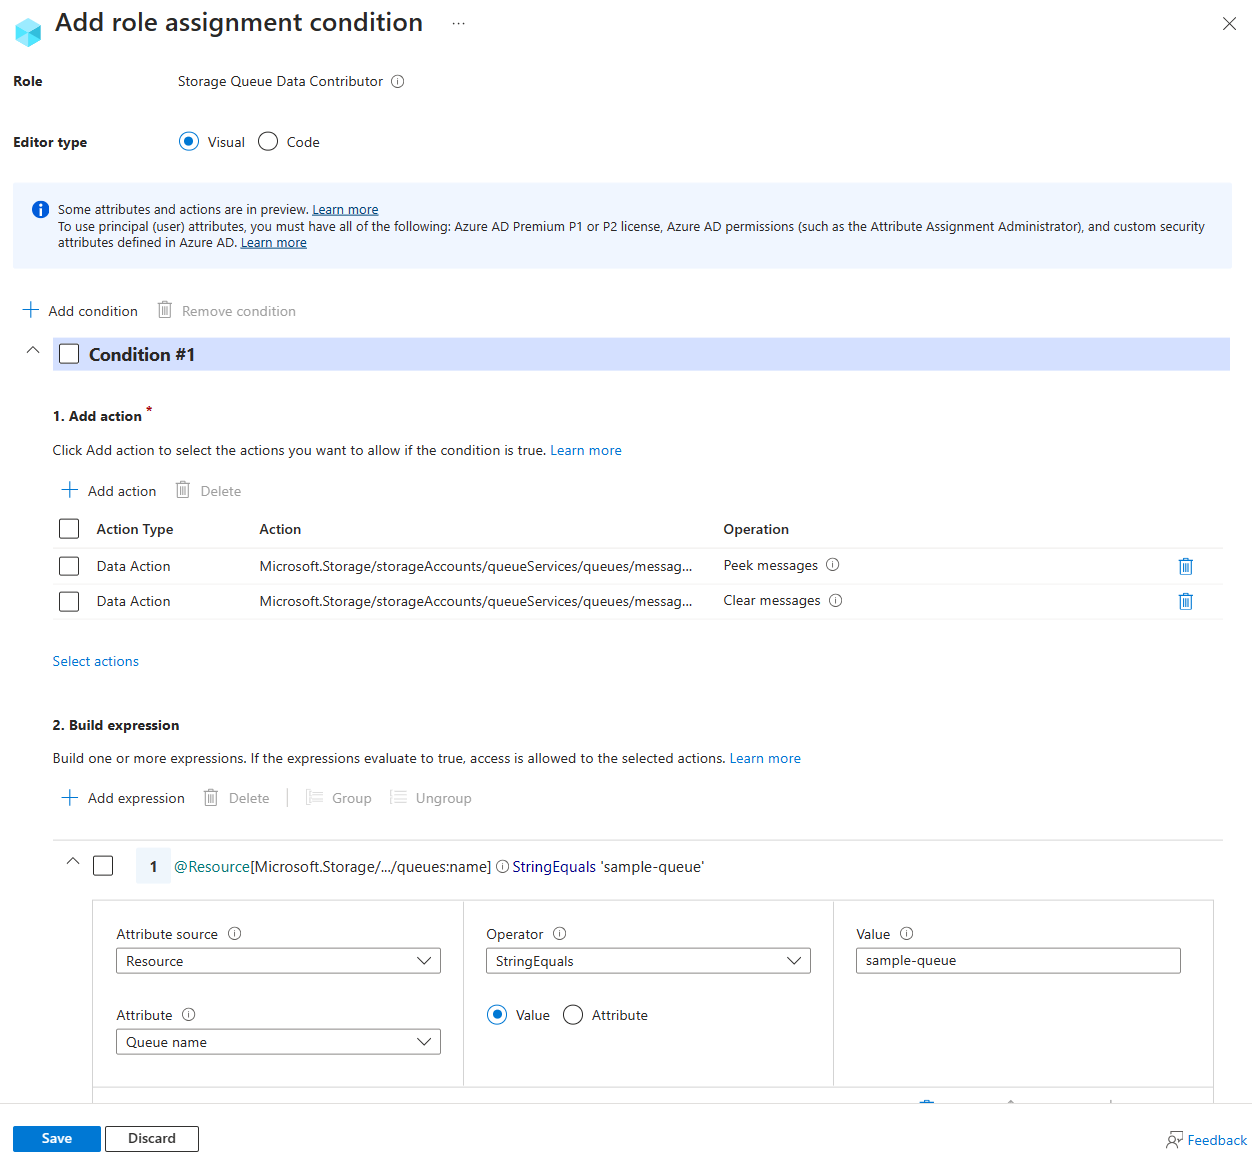 Add role assignment condition ...
Role Storage Queue Data Contributor
Editor type Visual Code
Some attributes and actions are in preview. Learn more
To use principal (user) attributes, you must have all of the following: Azure AD Premium P1 or P2 license, Azure AD permissions (such as the Attribute Assignment Administrator), and custom security
attributes defined in Azure AD. Learn more
Add condition Remove condition
Condition #1
1. Add action *
Click Add action to select the actions you want to allow if the condition is true. Learn more
Add action Delete
Action Type Action Operation
Data Action Microsoft.Storage/storageAccounts/queueServices/queues/messag... Peek messages
Data Action Microsoft.Storage/storageAccounts/queueServices/queues/messag... Clear messages
Select actions
2. Build expression
Build one or more expressions. If the expressions evaluate to true, access is allowed to the selected actions. Learn more
Add expression Delete Group Ungroup
1 @Resource[Microsoft.Storage/.../queues:name] StringEquals 'sample-queue'
Attribute source Operator Value
Resource StringEquals sample-queue
Attribute Value Attribute
Queue name
Save Discard Feedback